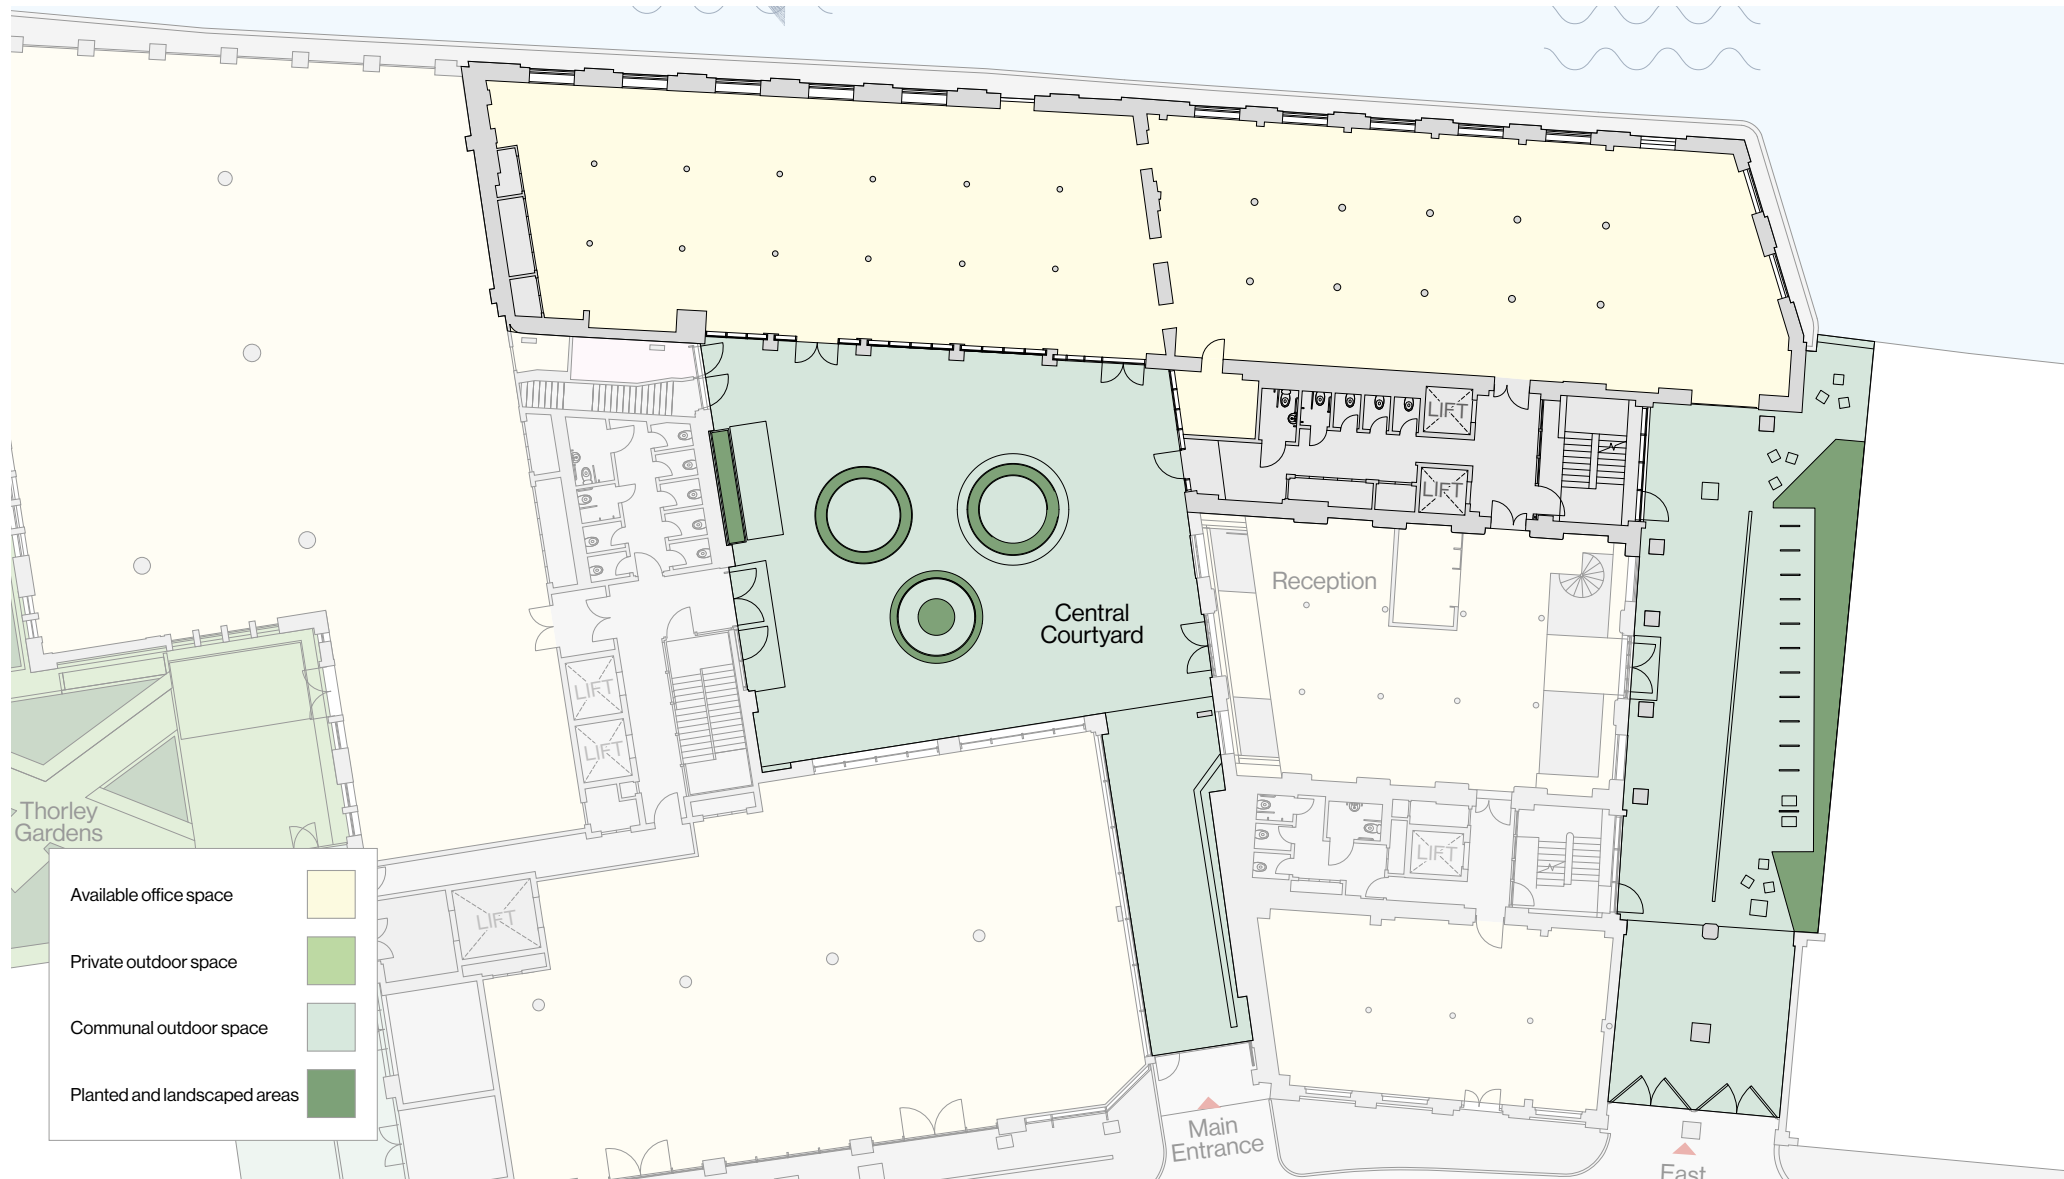 LIFT
LIFT
Reception
Central
Courtyard
LIFT
LIFT
Thorley
Gardens
LIFT
LIFT
Available office space
Private outdoor space
Communal outdoor space
Planted and landscaped areas
Main
Entrance
East